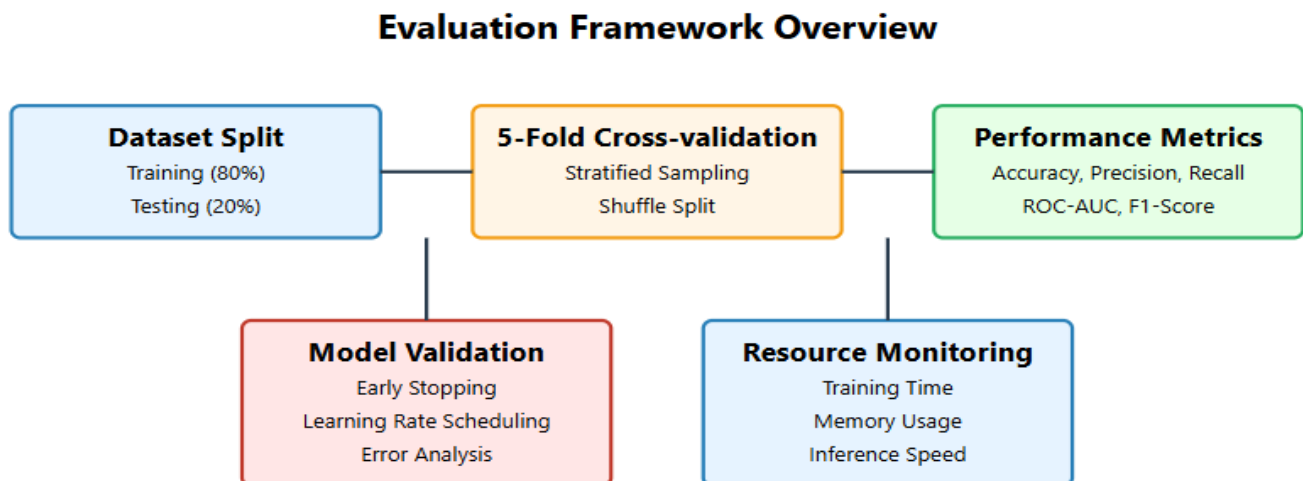 Evaluation Framework Overview
Dataset Split
Training (80%)
Testing (20%)
5-Fold Cross-validation
Stratified Sampling
Shuffle Split
Performance Metrics
Accuracy, Precision, Recall
ROC-AUC, F1-Score
Model Validation
Early Stopping
Learning Rate Scheduling
Error Analysis
Resource Monitoring
Training Time
Memory Usage
Inference Speed